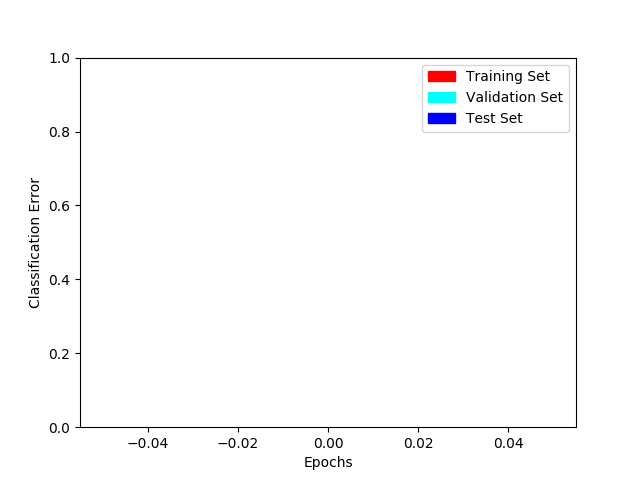 1.0
0.8
0.6
0.4
0.2
0.0
Classification Error
Training Set
Validation Set
Test Set
−0.04
−0.02
0.00
0.02
0.04
Epochs